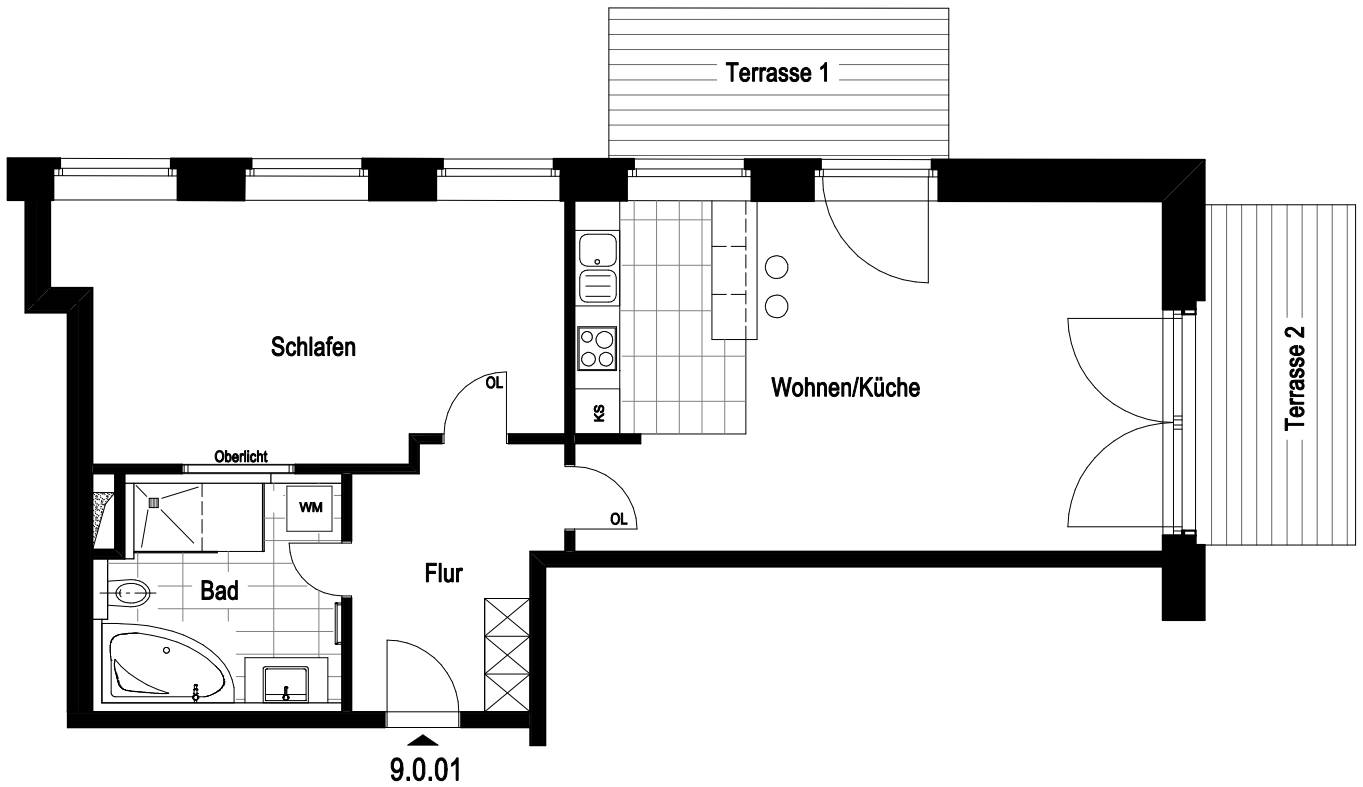 Terrasse 1
Terrasse 2
Schlafen
OL
KS
Wohnen/Küche
Oberlicht
WM
OL
Bad
Flur
9.0.01